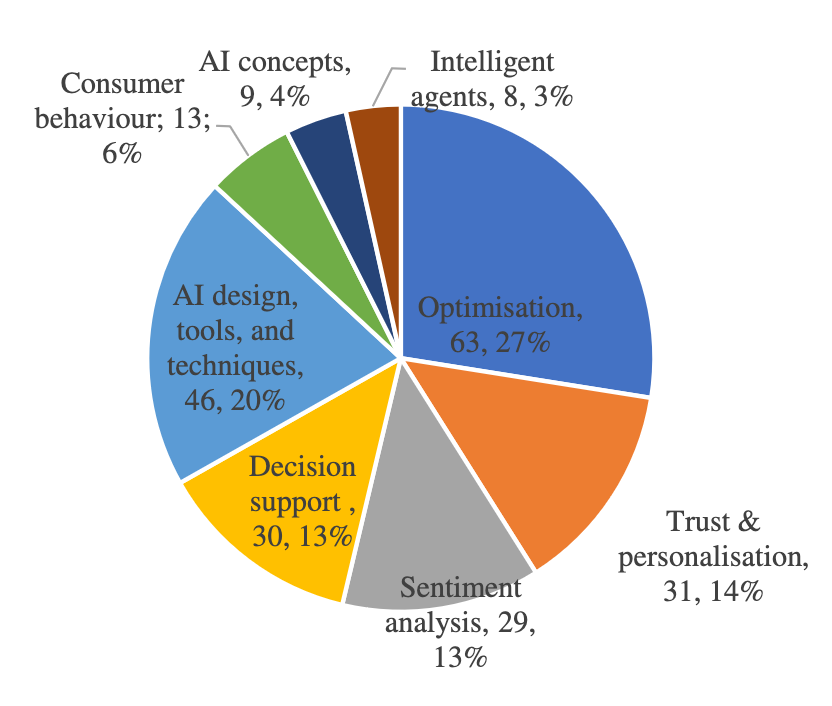 AI concepts,
9, 4%
Intelligent
agents, 8, 3%
Consumer
behaviour; 13;
6%
Optimisation,
63, 27%
AI design,
tools, and
techniques,
46, 20%
Decision
support ,
30, 13%
Trust &
personalisation,
31, 14%
Sentiment
analysis, 29,
13%